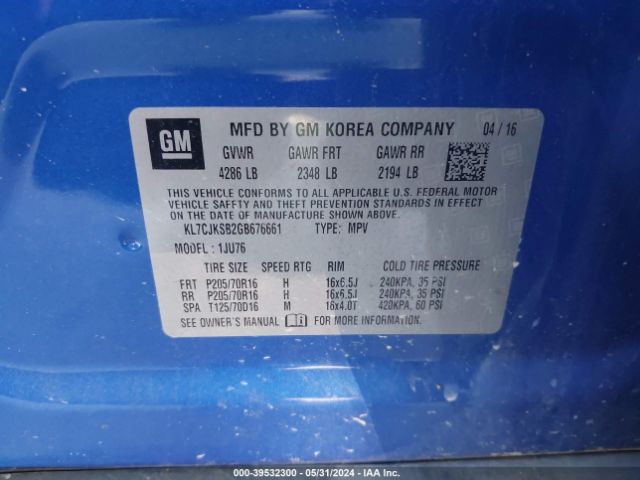 GM
MFD BY GM KOREA COMPANY 04 / 16
GVWR GAWR FRT GAWR RR
4286 LB 2348 LB 2194 LB
THIS VEHICLE CONFORMS TO ALL APPLICABLE U.S. FEDERAL MOTOR
VEHICLE SAFETY, BUMPER, AND THEFT PREVENTION STANDARDS
IN EFFECT ON THE DATE OF MANUFACTURE SHOWN ABOVE.
KL7CJKSB2GB676661 TYPE: MPV
MODEL: 1JU76
TIRE SIZE SPEED RTG RIM COLD TIRE PRESSURE
FRT P205/70R16 H 16x6.5J 240KPA, 35 PSI
RR P205/70R16 H 16x6.5J 240KPA, 35 PSI
SPA T125/70D16 M 16x4.0T 420KPA, 60 PSI
SEE OWNER'S MANUAL i FOR MORE INFORMATION.
000-39532300 - 05/31/2024 - IAA Inc.